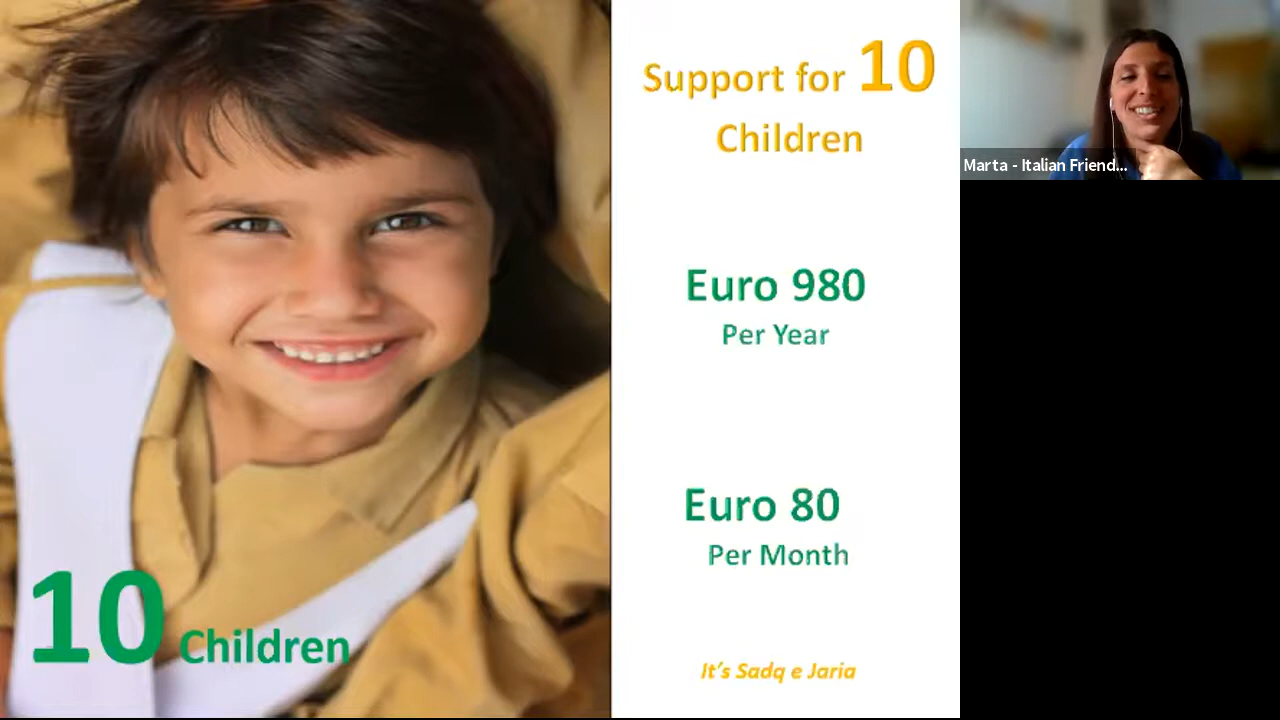 Support for 10
Children
Euro 980
Per Year
Euro 80
Per Month
It's Sadq e Jaria
10 Children
Marta - Italian Friend...